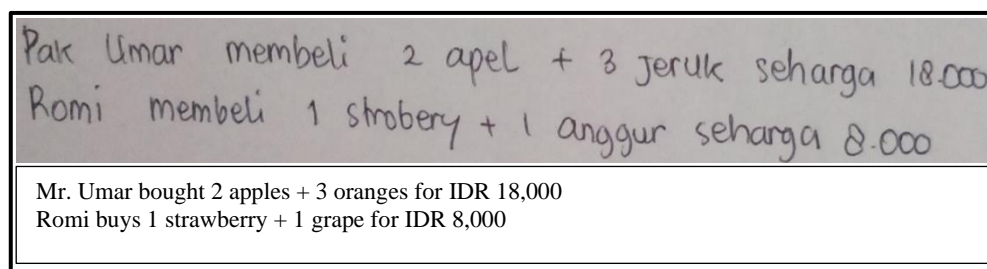 Pak Umar membeli 2 apel + 3 Jeruk seharga 18.000
Romi membeli 1 strobery + 1 anggur seharga 8.000
Mr. Umar bought 2 apples + 3 oranges for IDR 18,000
Romi buys 1 strawberry + 1 grape for IDR 8,000